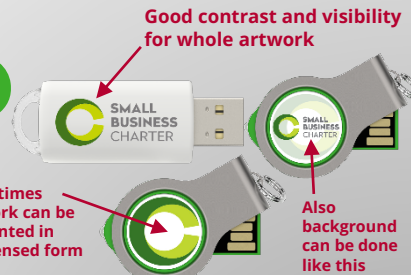 Good contrast and visibility
for whole artwork
SMALL
BUSINESS
CHARTER
SMALL
BUSINESS
CHARTER
times
rk can be
nted in
ensed form
Also
background
can be done
like this